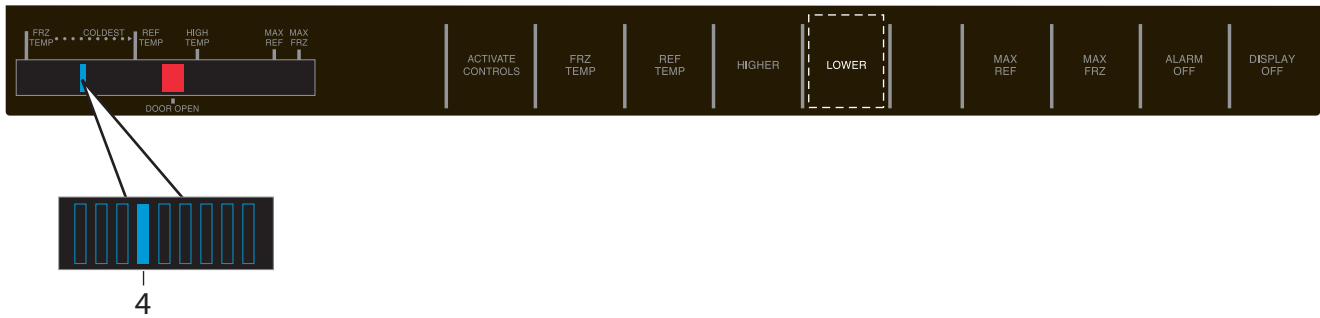 FRZ TEMP
COLDEST
REF TEMP
HIGH TEMP
MAX REF
MAX FRZ
DOOR OPEN
ACTIVATE CONTROLS
FRZ TEMP
REF TEMP
HIGHER
LOWER
MAX REF
MAX FRZ
ALARM OFF
DISPLAY OFF
4